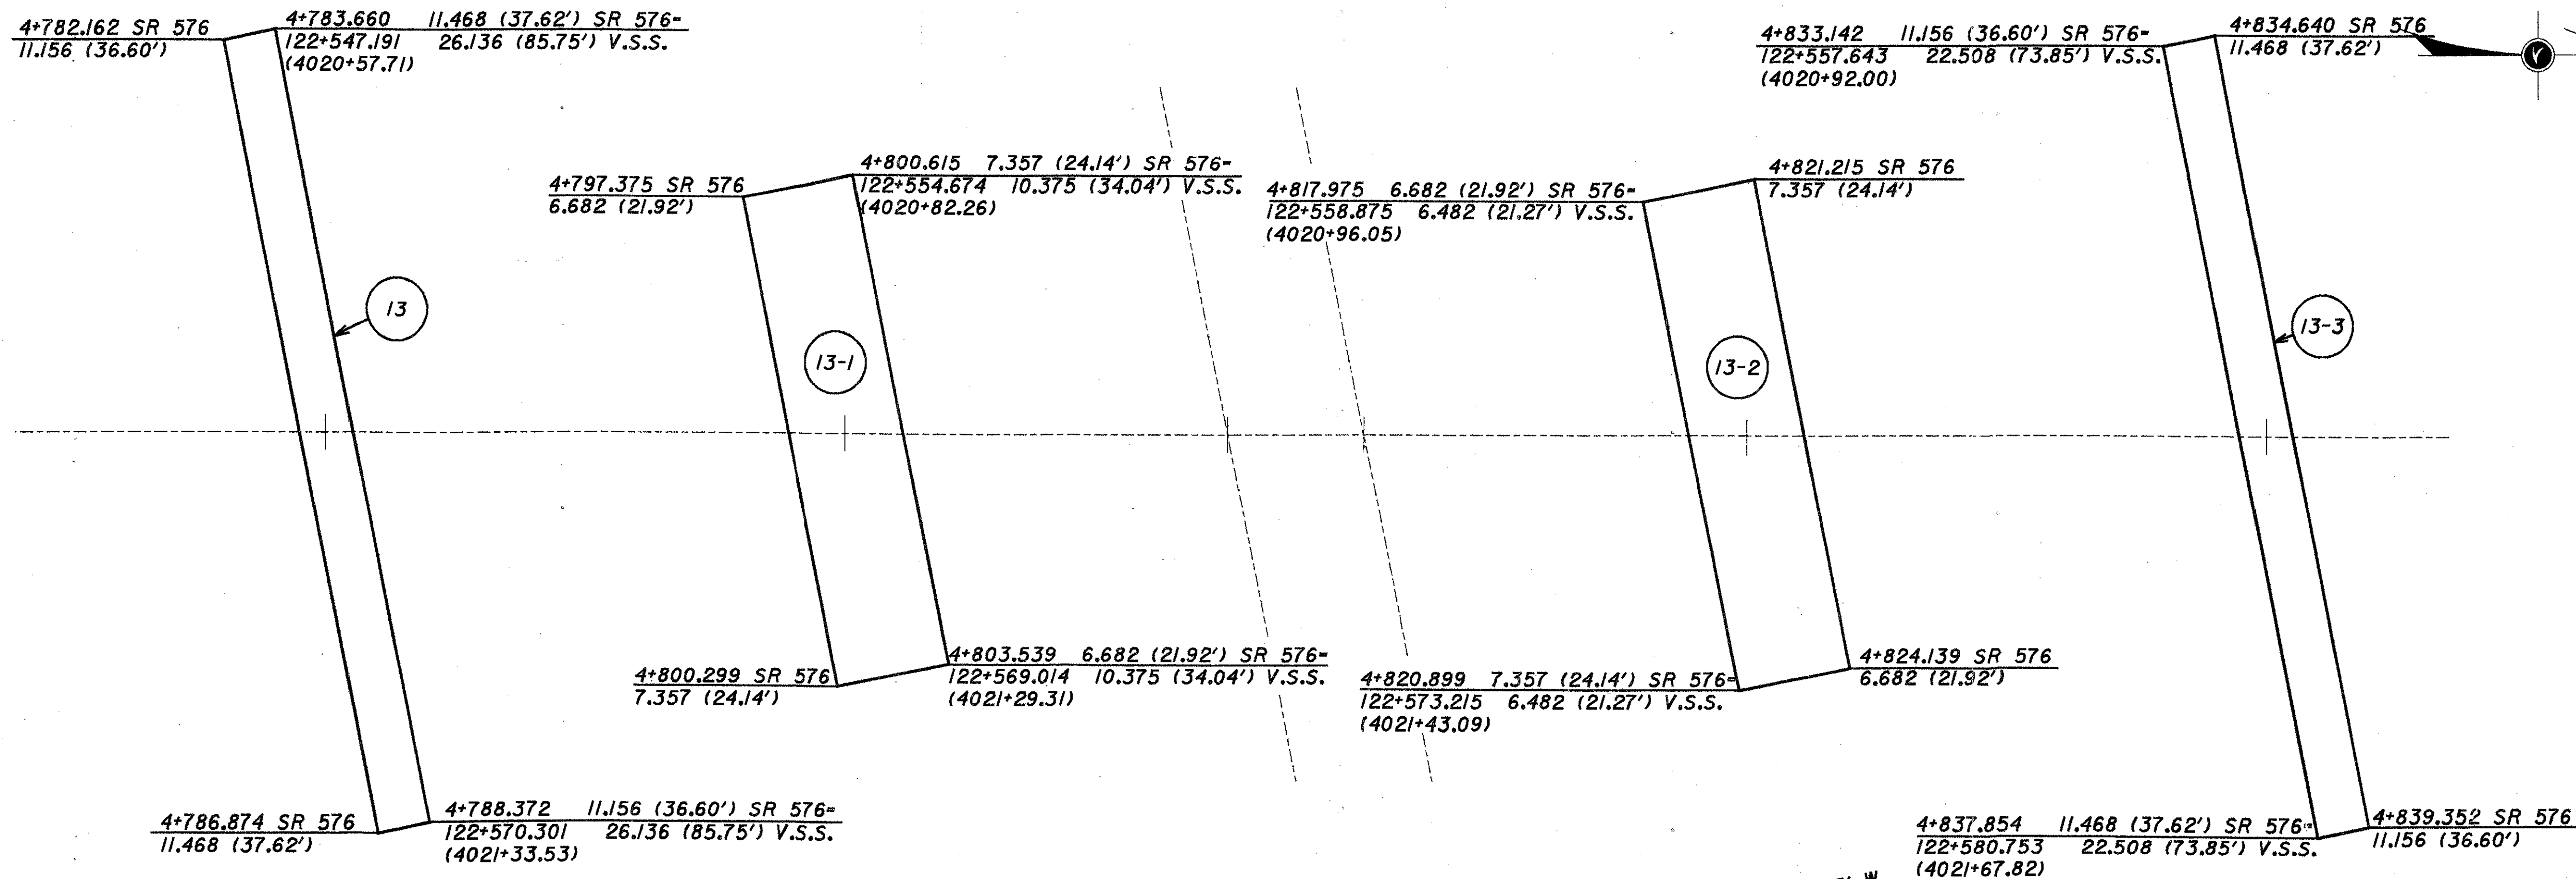 4+782.162 SR 576
11.156 (36.60')
4+783.660 11.468 (37.62') SR 576=
122+547.191 26.136 (85.75') V.S.S.
(4020+57.71)
4+833.142 11.156 (36.60') SR 576=
122+557.643 22.508 (73.85') V.S.S.
(4020+92.00)
4+834.640 SR 576
11.468 (37.62')
4+797.375 SR 576
6.682 (21.92')
4+800.615 7.357 (24.14') SR 576=
122+554.674 10.375 (34.04') V.S.S.
(4020+82.26)
4+817.975 6.682 (21.92') SR 576=
122+558.875 6.482 (21.27') V.S.S.
(4020+96.05)
4+821.215 SR 576
7.357 (24.14')
13
13-1
13-2
13-3
4+800.299 SR 576
7.357 (24.14')
4+803.539 6.682 (21.92') SR 576=
122+569.014 10.375 (34.04') V.S.S.
(4021+29.31)
4+820.899 7.357 (24.14') SR 576=
122+573.215 6.482 (21.27') V.S.S.
(4021+43.09)
4+824.139 SR 576
6.682 (21.92')
4+786.874 SR 576
11.468 (37.62')
4+788.372 11.156 (36.60') SR 576=
122+570.301 26.136 (85.75') V.S.S.
(4021+33.53)
4+837.854 11.468 (37.62') SR 576=
122+580.753 22.508 (73.85') V.S.S.
(4021+67.82)
4+839.352 SR 576
11.156 (36.60')
W